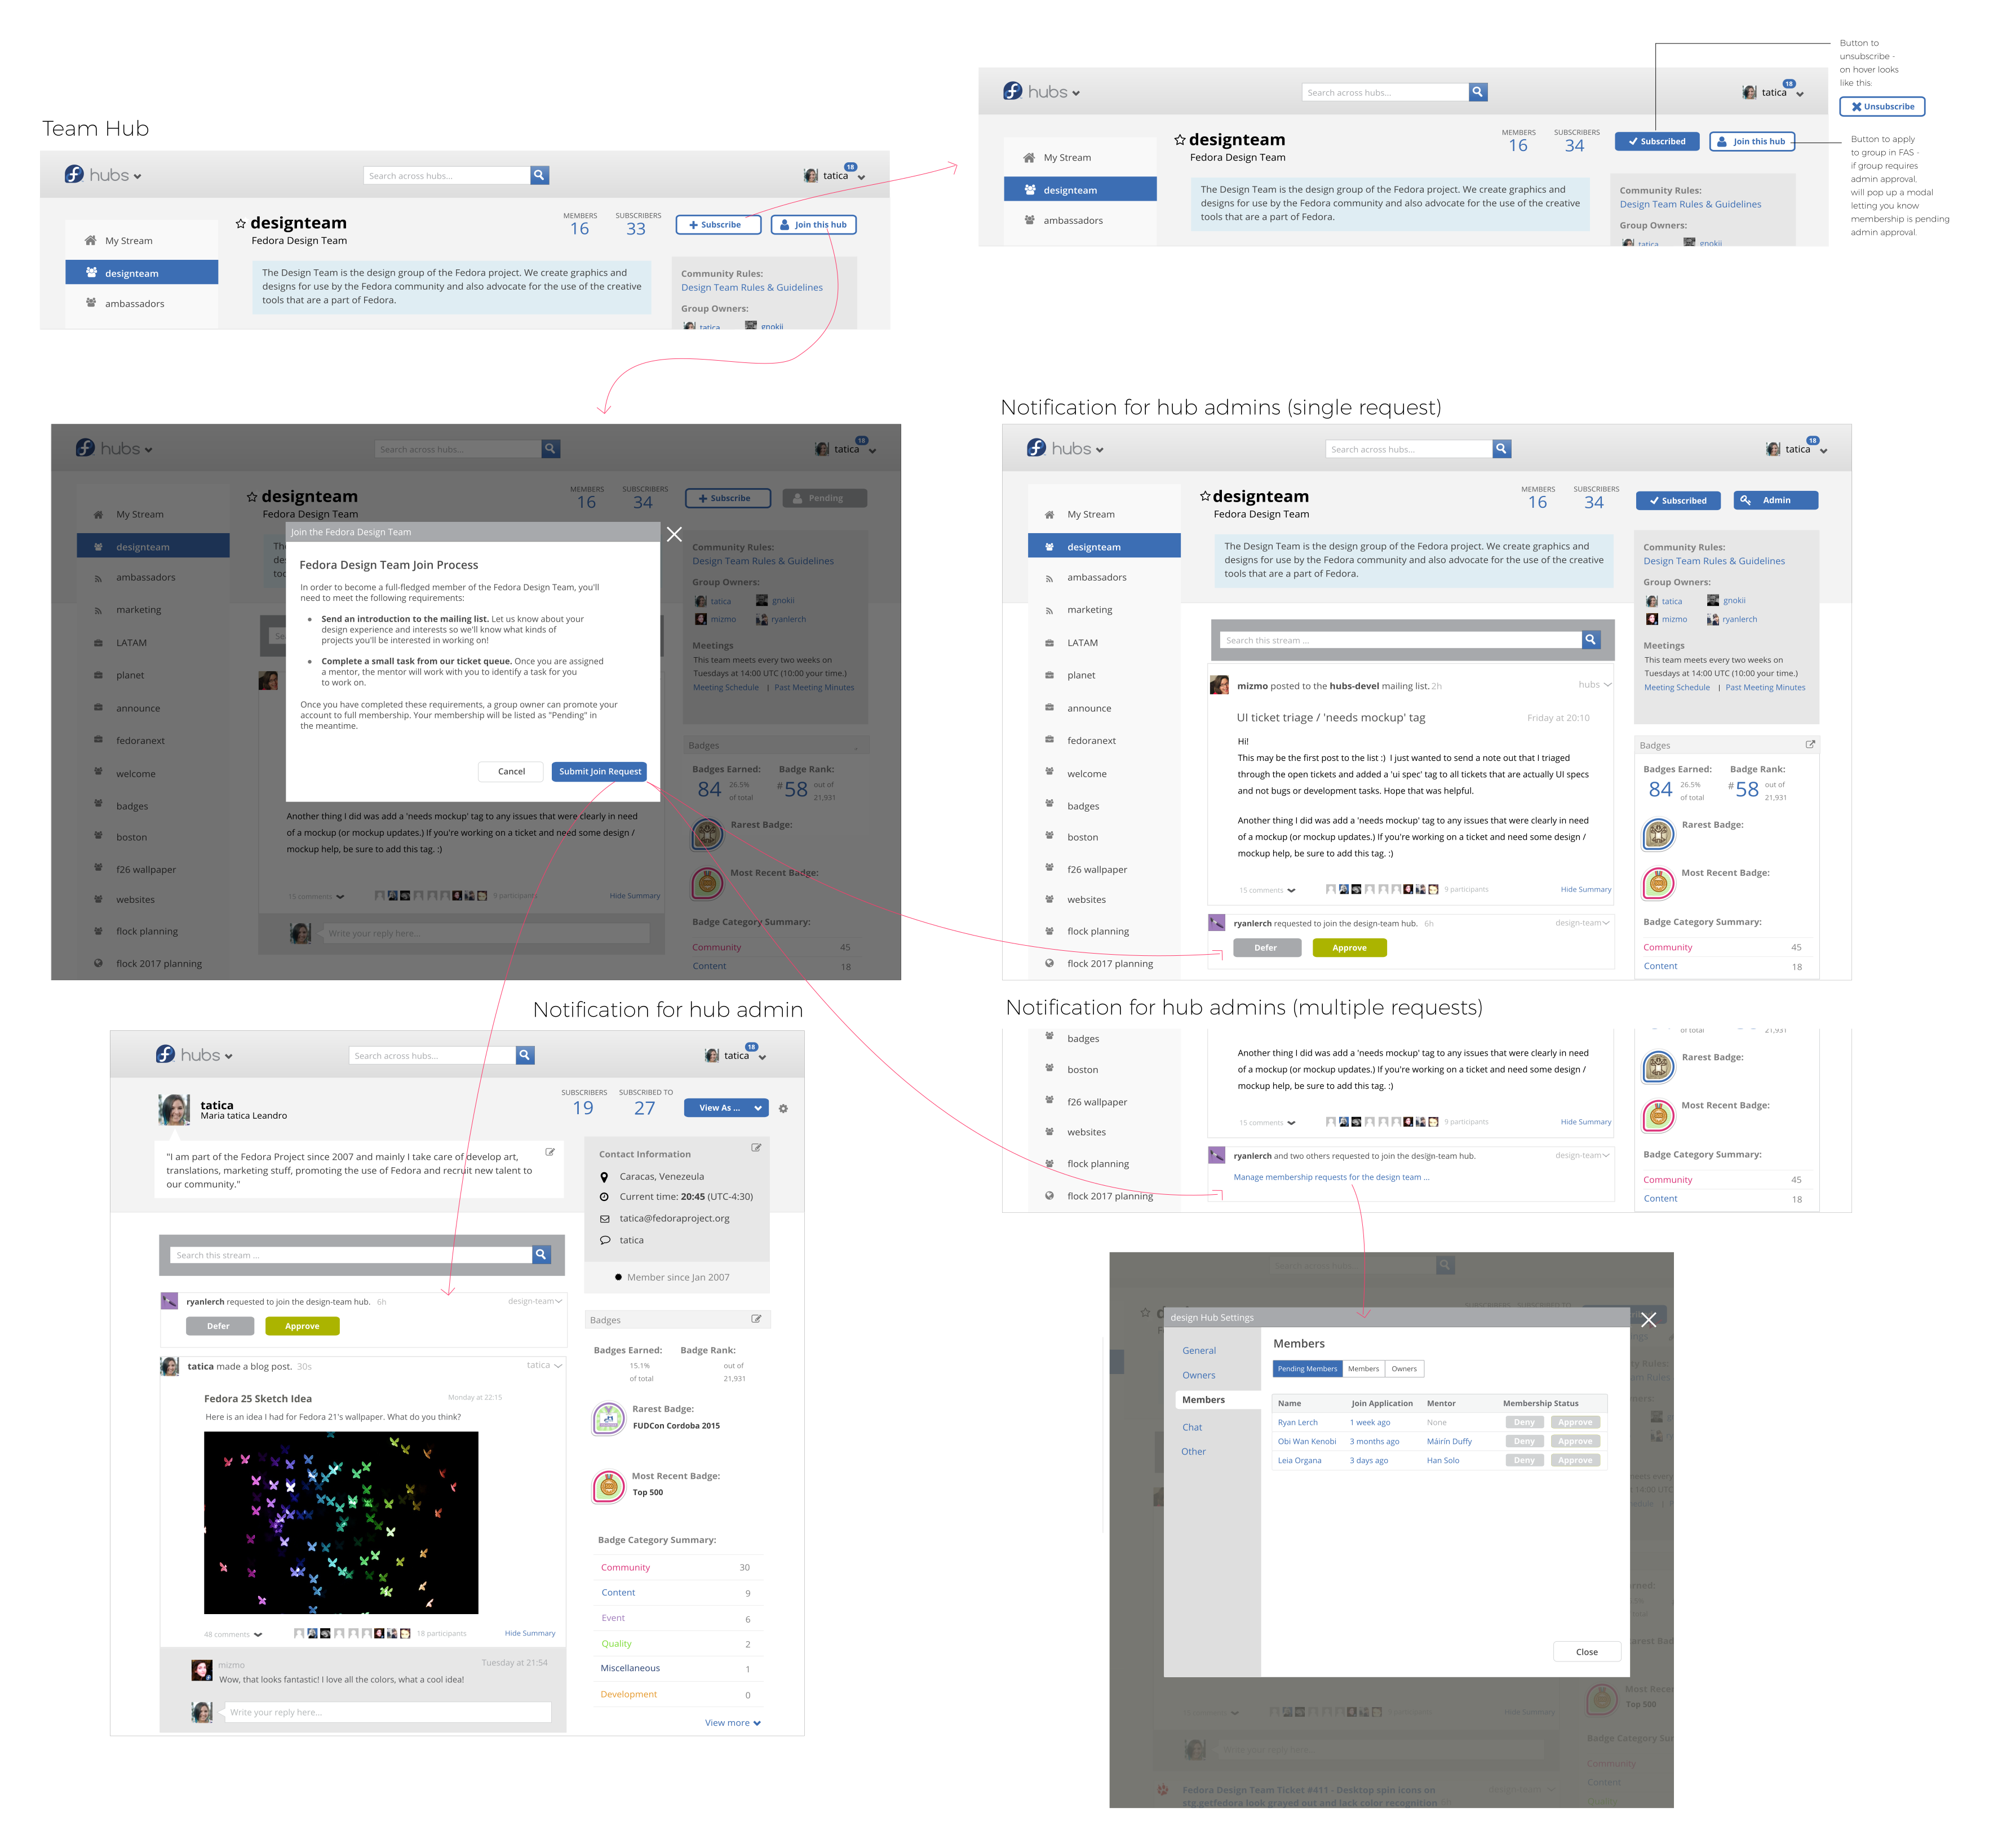 Team Hub
hubs
Search across hubs...
18
tatica
My Stream
designteam
ambassadors
designteam
Fedora Design Team
MEMBERS
16
SUBSCRIBERS
33
Subscribe
Join this hub
The Design Team is the design group of the Fedora project. We create graphics and
designs for use by the Fedora community and also advocate for the use of the creative
tools that are a part of Fedora.
Community Rules:
Design Team Rules & Guidelines
Group Owners:
tatica gnokii
hubs
Search across hubs...
18
tatica
My Stream
designteam
ambassadors
designteam
Fedora Design Team
MEMBERS
16
SUBSCRIBERS
34
Subscribed
Join this hub
The Design Team is the design group of the Fedora project. We create graphics and
designs for use by the Fedora community and also advocate for the use of the creative
tools that are a part of Fedora.
Community Rules:
Design Team Rules & Guidelines
Group Owners:
tatica gnokii
Button to
unsubscribe -
on hover looks
like this:
Unsubscribe
Button to apply
to group in FAS -
if group requires
admin approval.
will pop up a modal
letting you know
membership is pending
admin approval.
hubs
Search across hubs...
18
tatica
My Stream
designteam
ambassadors
marketing
LATAM
planet
announce
fedoranext
welcome
badges
boston
f26 wallpaper
websites
flock planning
flock 2017 planning
designteam
Fedora Design Team
MEMBERS
16
SUBSCRIBERS
34
Subscribe
Pending
Join the Fedora Design Team
Fedora Design Team Join Process
In order to become a full-fledged member of the Fedora Design Team, you'll
need to meet the following requirements:
• Send an introduction to the mailing list. Let us know about your
design experience and interests so we'll know what kinds of
projects you'll be interested in working on!
• Complete a small task from our ticket queue. Once you are assigned
a mentor, the mentor will work with you to identify a task for you
to work on.
Once you have completed these requirements, a group owner can promote your
account to full membership. Your membership will be listed as "Pending" in
the meantime.
Cancel
Submit Join Request
Another thing I did was add a 'needs mockup' tag to any issues that were clearly in need
of a mockup (or mockup updates.) If you're working on a ticket and need some design /
mockup help, be sure to add this tag. :)
15 comments
9 participants
Hide Summary
Write your reply here...
Community Rules:
Design Team Rules & Guidelines
Group Owners:
tatica gnokii
mizmo ryanlerch
Meetings
This team meets every two weeks on
Tuesdays at 14:00 UTC (10:00 your time.)
Meeting Schedule | Past Meeting Minutes
Badges
Badges Earned: Badge Rank:
84 26.5% of total
#58 out of 21,931
Rarest Badge:
Most Recent Badge:
Badge Category Summary:
Community 45
Content 18
Notification for hub admins (single request)
hubs
Search across hubs...
18
tatica
My Stream
designteam
ambassadors
marketing
LATAM
planet
announce
fedoranext
welcome
badges
boston
f26 wallpaper
websites
flock planning
flock 2017 planning
designteam
Fedora Design Team
MEMBERS
16
SUBSCRIBERS
34
Subscribed
Admin
The Design Team is the design group of the Fedora project. We create graphics and
designs for use by the Fedora community and also advocate for the use of the creative
tools that are a part of Fedora.
Search this stream ...
mizmo posted to the hubs-devel mailing list. 2h
hubs
UI ticket triage / 'needs mockup' tag
Friday at 20:10
Hi!
This may be the first post to the list :) I just wanted to send a note out that I triaged
through the open tickets and added a 'ui spec' tag to all tickets that are actually UI specs
and not bugs or development tasks. Hope that was helpful.
Another thing I did was add a 'needs mockup' tag to any issues that were clearly in need
of a mockup (or mockup updates.) If you're working on a ticket and need some design /
mockup help, be sure to add this tag. :)
15 comments
9 participants
Hide Summary
ryanlerch requested to join the design-team hub. 6h
design-team
Defer
Approve
Community Rules:
Design Team Rules & Guidelines
Group Owners:
tatica gnokii
mizmo ryanlerch
Meetings
This team meets every two weeks on
Tuesdays at 14:00 UTC (10:00 your time.)
Meeting Schedule | Past Meeting Minutes
Badges
Badges Earned: Badge Rank:
84 26.5% of total
#58 out of 21,931
Rarest Badge:
Most Recent Badge:
Badge Category Summary:
Community 45
Content 18
Notification for hub admin
hubs
Search across hubs...
18
tatica
tatica
Maria tatica Leandro
SUBSCRIBERS
19
SUBSCRIBED TO
27
View As ...
"I am part of the Fedora Project since 2007 and mainly I take care of develop art,
translations, marketing stuff, promoting the use of Fedora and recruit new talent to
our community."
Contact Information
Caracas, Venezeula
Current time: 20:45 (UTC-4:30)
tatica@fedoraproject.org
tatica
Member since Jan 2007
Search this stream ...
ryanlerch requested to join the design-team hub. 6h
design-team
Defer
Approve
tatica made a blog post. 30s
tatica
Fedora 25 Sketch Idea
Monday at 22:15
Here is an idea I had for Fedora 21's wallpaper. What do you think?
48 comments
18 participants
Hide Summary
mizmo
Tuesday at 21:54
Wow, that looks fantastic! I love all the colors, what a cool idea!
Write your reply here...
Badges
Badges Earned: Badge Rank:
15.1% out of
of total 21,931
Rarest Badge:
FUDCon Cordoba 2015
Most Recent Badge:
Top 500
Badge Category Summary:
Community 30
Content 9
Event 6
Quality 2
Miscellaneous 1
Development 0
View more
Notification for hub admins (multiple requests)
badges
boston
f26 wallpaper
websites
flock planning
flock 2017 planning
Another thing I did was add a 'needs mockup' tag to any issues that were clearly in need
of a mockup (or mockup updates.) If you're working on a ticket and need some design /
mockup help, be sure to add this tag. :)
15 comments
9 participants
Hide Summary
ryanlerch and two others requested to join the design-team hub.
design-team
Manage membership requests for the design team ...
of total 21,931
Rarest Badge:
Most Recent Badge:
Badge Category Summary:
Community 45
Content 18
design Hub Settings
General
Owners
Members
Chat
Other
Members
Pending Members Members Owners
Name Join Application Mentor Membership Status
Ryan Lerch 1 week ago None Deny Approve
Obi Wan Kenobi 3 months ago Máirín Duffy Deny Approve
Leia Organa 3 days ago Han Solo Deny Approve
Close
Most Recent
Top 500
Hide Summary
Write your reply here...
Badge Category Sum
Community
Content
Quality
Fedora Design Team Ticket #411 - Desktop spin icons on
stg.getfedora look grayed out and lack color recognition
design-team